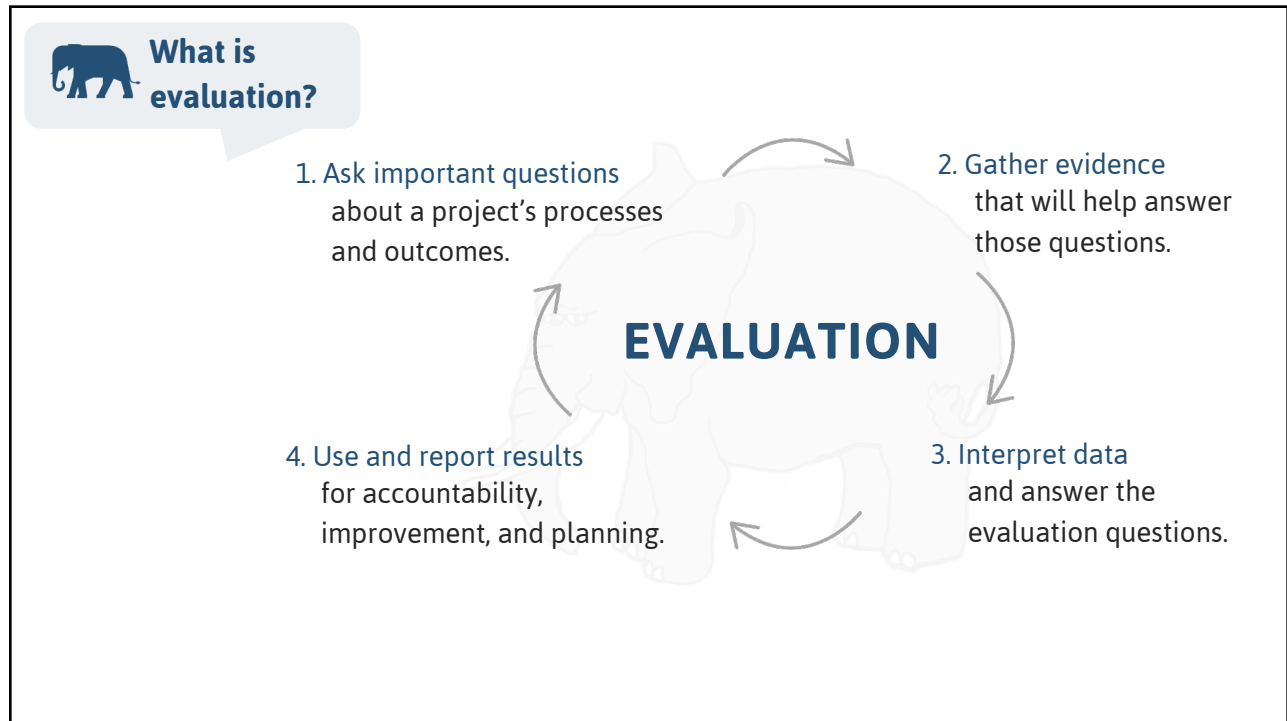 What is
evaluation?
1. Ask important questions
about a project’s processes
and outcomes.
2. Gather evidence
that will help answer
those questions.
EVALUATION
3. Interpret data
and answer the
evaluation questions.
4. Use and report results
for accountability,
improvement, and planning.